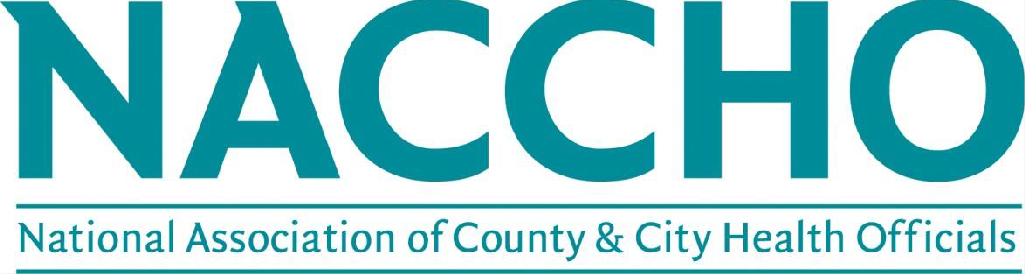 NACCHO
National Association of County & City Health Officials